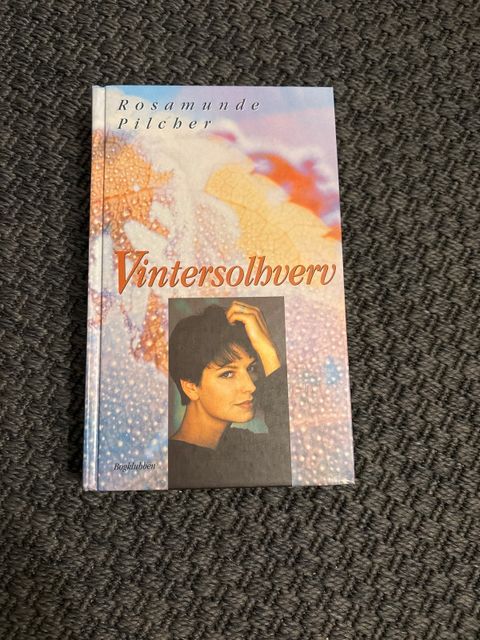 Rosamunde
Pilcher
Vintersolhverv
Bogklubben